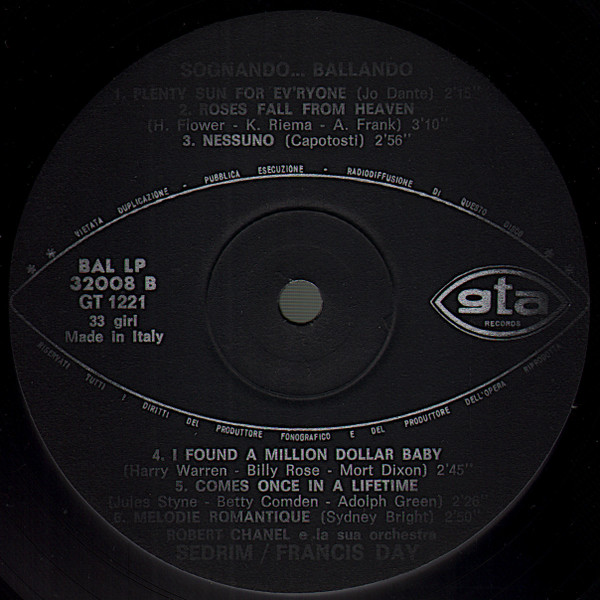 SOGNANDO... BALLANDO
1. PLENTY SUN FOR EV'RYONE (Jo Dante) 2'15"
2. ROSES FALL FROM HEAVEN
(H. Flower - K. Riema - A. Frank) 3'10"
3. NESSUNO (Capotosti) 2'56"
* * VIETATA DUPLICAZIONE - PUBBLICA ESECUZIONE - RADIODIFFUSIONE DI QUESTO DISCO * *
BAL LP
32008 B
GT 1221
33 giri
Made in Italy
gta
RECORDS
RISERVATI TUTTI I DIRITTI DEL PRODUTTORE FONOGRAFICO E DEL PRODUTTORE DELL'OPERA RIPRODOTTA
4. I FOUND A MILLION DOLLAR BABY
(Harry Warren - Billy Rose - Mort Dixon) 2'45"
5. COMES ONCE IN A LIFETIME
(Jules Styne - Betty Comden - Adolph Green) 2'26"
6. MELODIE ROMANTIQUE (Sydney Bright) 2'50"
ROBERT CHANEL e la sua orchestra
SEDRIM / FRANCIS DAY